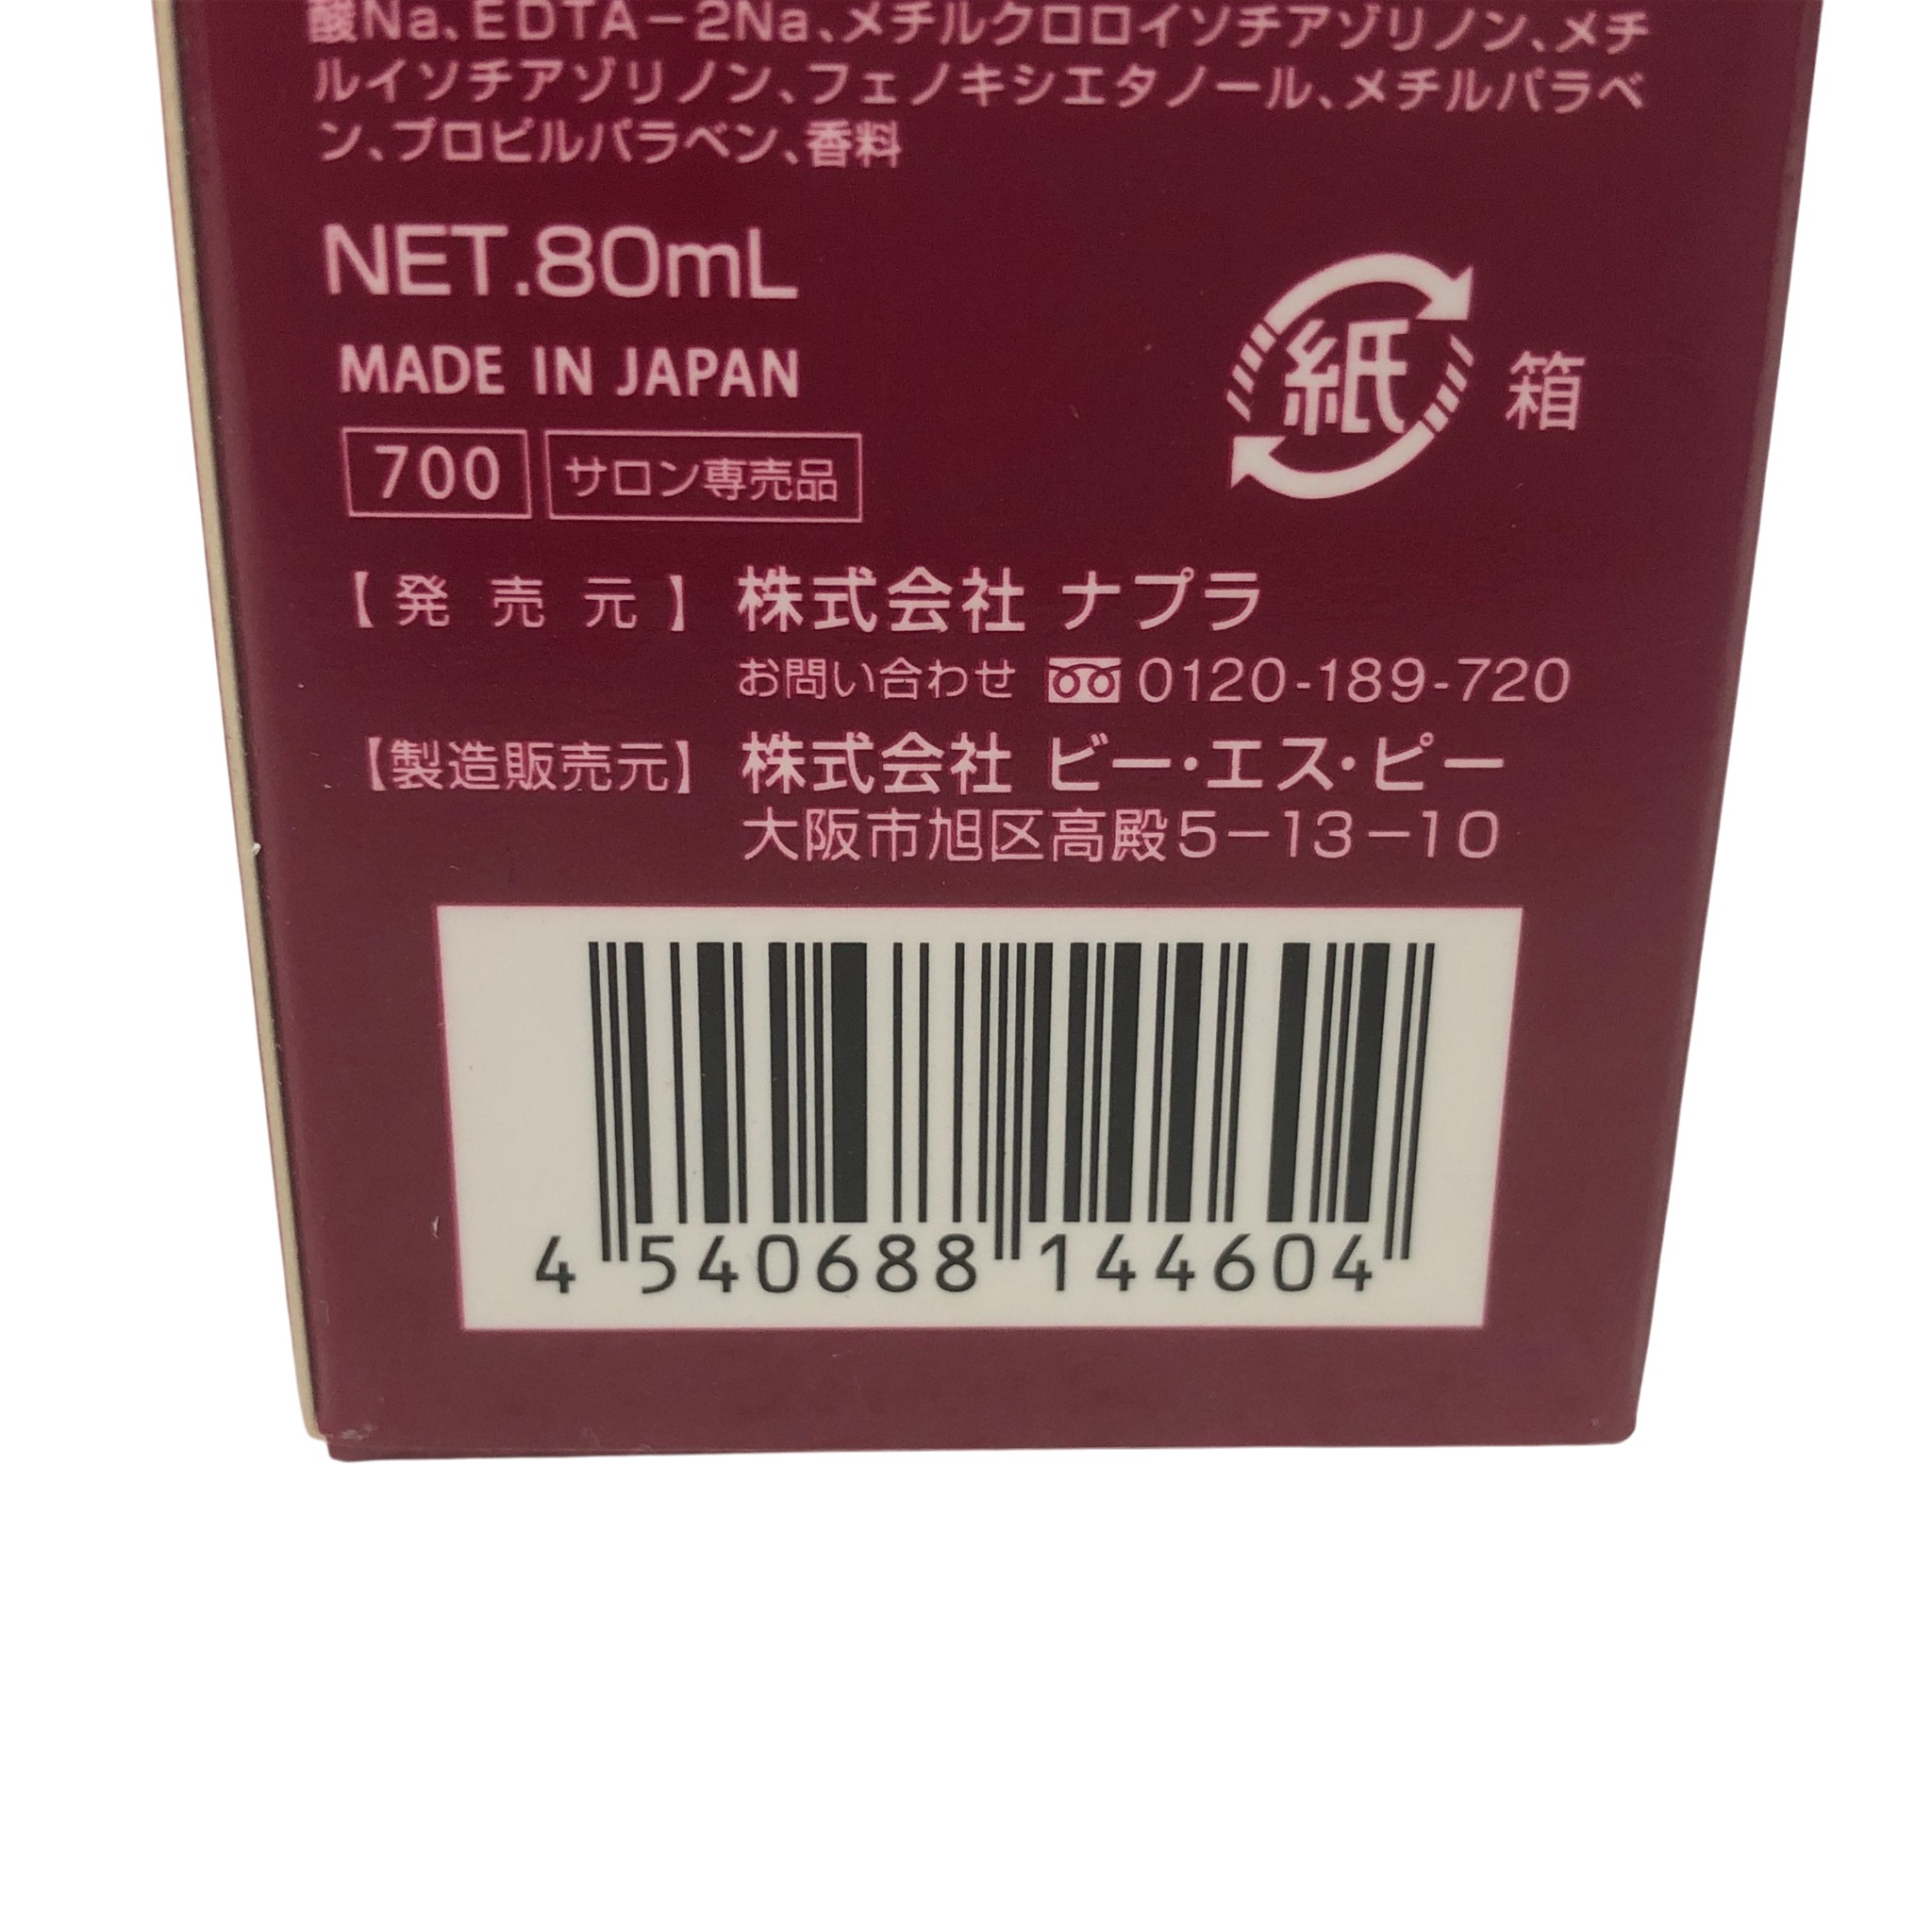 酸Na、EDTA－2Na、メチルクロロイソチアゾリノン、メチ
ルイソチアゾリノン、フェノキシエタノール、メチルパラベ
ン、プロピルパラベン、香料
NET.80mL
MADE IN JAPAN
紙 箱
700 サロン専売品
【発売元】 株式会社 ナプラ
お問い合わせ 0120-189-720
【製造販売元】 株式会社 ビー・エス・ピー
大阪市旭区高殿5－13－10
4 540688 144604